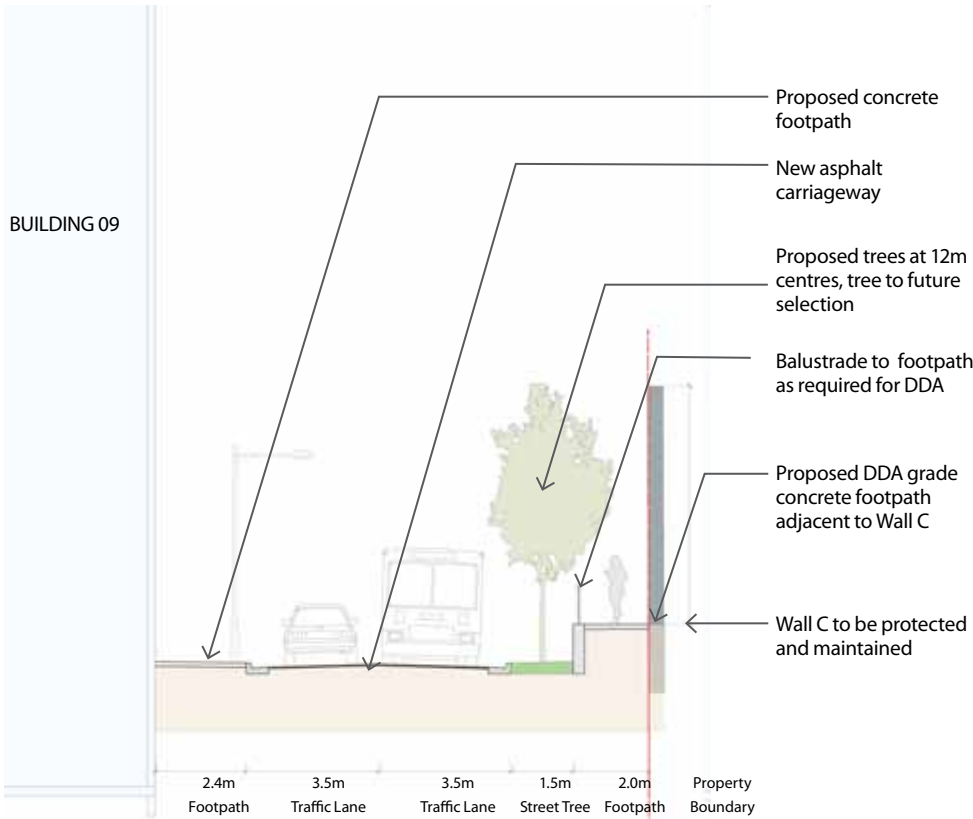 Proposed concrete
footpath
New asphalt
carriageway
BUILDING 09
Proposed trees at 12m
centres, tree to future
selection
Balustrade to footpath
as required for DDA
Proposed DDA grade
concrete footpath
adjacent to Wall C
Wall C to be protected
and maintained
2.4m 3.5m 3.5m 1.5m 2.0m Property
Footpath Traffic Lane Traffic Lane Street Tree Footpath Boundary